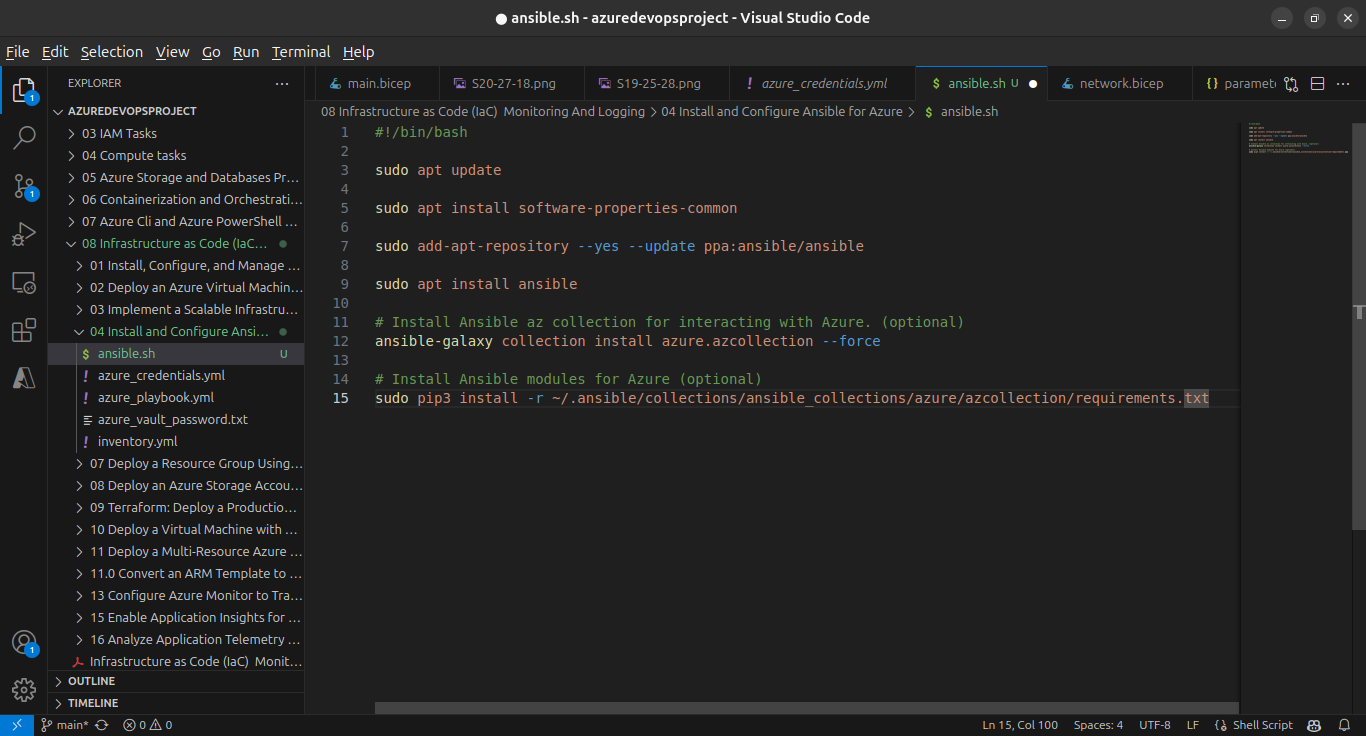 ansible.sh - azuredevopsproject - Visual Studio Code
File Edit Selection View Go Run Terminal Help
EXPLORER
main.bicep
S20-27-18.png
S19-25-28.png
azure_credentials.yml
ansible.sh U
network.bicep
paramete
08 Infrastructure as Code (IaC) Monitoring And Logging > 04 Install and Configure Ansible for Azure > $ ansible.sh
AZUREDEVOPSPROJECT
03 IAM Tasks
04 Compute tasks
05 Azure Storage and Databases Pr...
06 Containerization and Orchestrati...
07 Azure Cli and Azure PowerShell ...
08 Infrastructure as Code (IaC...
01 Install, Configure, and Manage ...
02 Deploy an Azure Virtual Machin...
03 Implement a Scalable Infrastru...
04 Install and Configure Ansi...
$ ansible.sh U
! azure_credentials.yml
! azure_playbook.yml
azure_vault_password.txt
! inventory.yml
07 Deploy a Resource Group Using...
08 Deploy an Azure Storage Accou...
09 Terraform: Deploy a Productio...
10 Deploy a Virtual Machine with ...
11 Deploy a Multi-Resource Azure ...
11.0 Convert an ARM Template to ...
13 Configure Azure Monitor to Tra...
15 Enable Application Insights for ...
16 Analyze Application Telemetry ...
Infrastructure as Code (IaC) Monit...
OUTLINE
TIMELINE
1 #!/bin/bash
2
3 sudo apt update
4
5 sudo apt install software-properties-common
6
7 sudo add-apt-repository --yes --update ppa:ansible/ansible
8
9 sudo apt install ansible
10
11 # Install Ansible az collection for interacting with Azure. (optional)
12 ansible-galaxy collection install azure.azcollection --force
13
14 # Install Ansible modules for Azure (optional)
15 sudo pip3 install -r ~/.ansible/collections/ansible_collections/azure/azcollection/requirements.txt
1
1
1
main* 0 0 Ln 15, Col 100 Spaces: 4 UTF-8 LF {} Shell Script